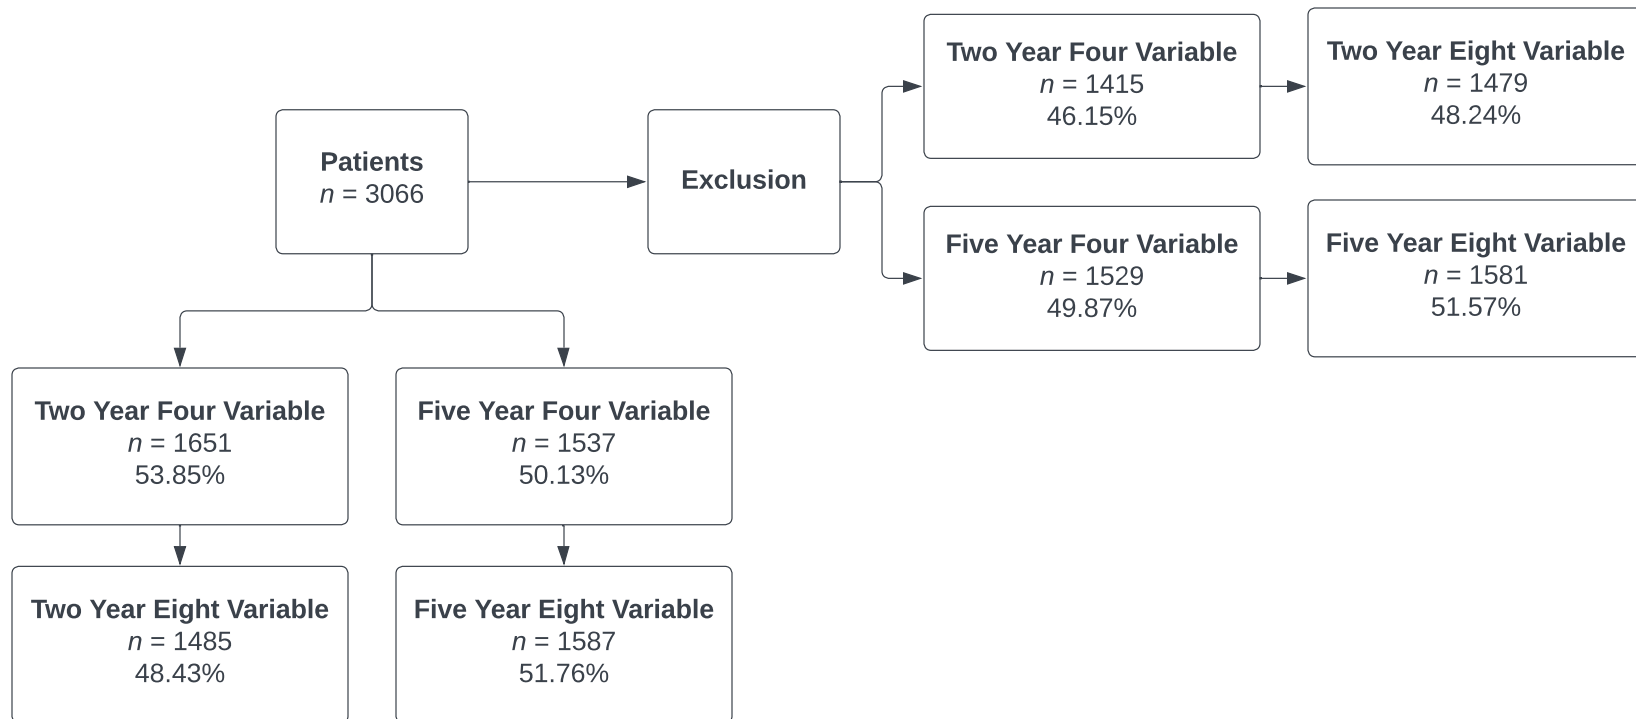 Patients
n = 3066
Exclusion
Two Year Four Variable
n = 1415
46.15%
Two Year Eight Variable
n = 1479
48.24%
Five Year Four Variable
n = 1529
49.87%
Five Year Eight Variable
n = 1581
51.57%
Two Year Four Variable
n = 1651
53.85%
Five Year Four Variable
n = 1537
50.13%
Two Year Eight Variable
n = 1485
48.43%
Five Year Eight Variable
n = 1587
51.76%